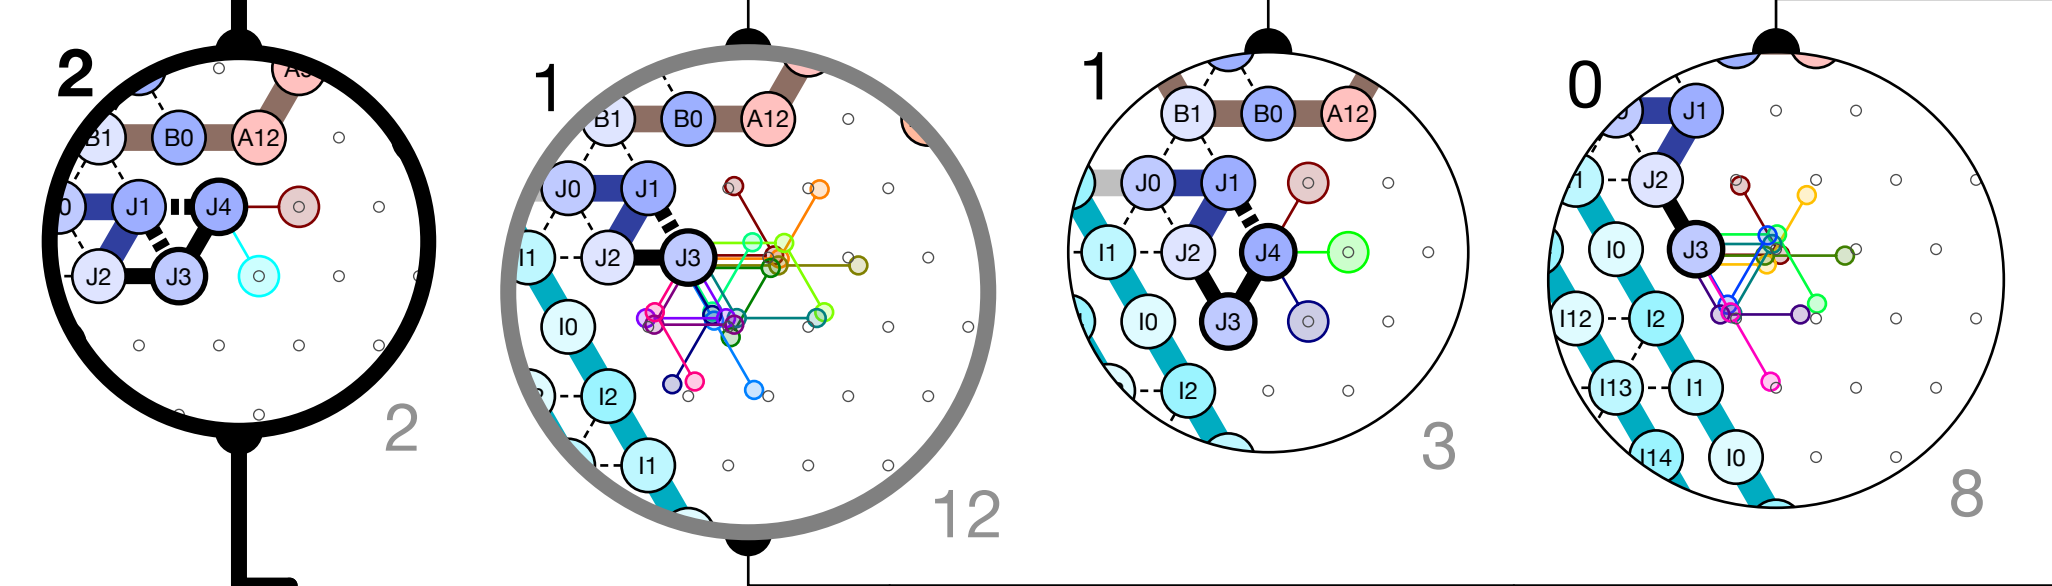 2
B1 B0 A12
J1 J4
J2 J3
2
1
B1 B0 A12
J0 J1
I1 J2 J3
I0
I2
I1
12
1
B1 B0 A12
J0 J1
I1 J2 J4
I0 J3
I2
3
0
J1
J2
I0 J3
I12 I2
I13 I1
I14 I0
8